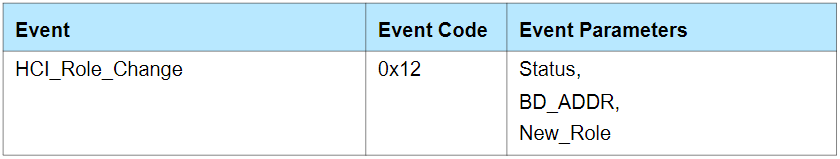 Event Event Code Event Parameters
HCI_Role_Change 0x12 Status,
BD_ADDR,
New_Role